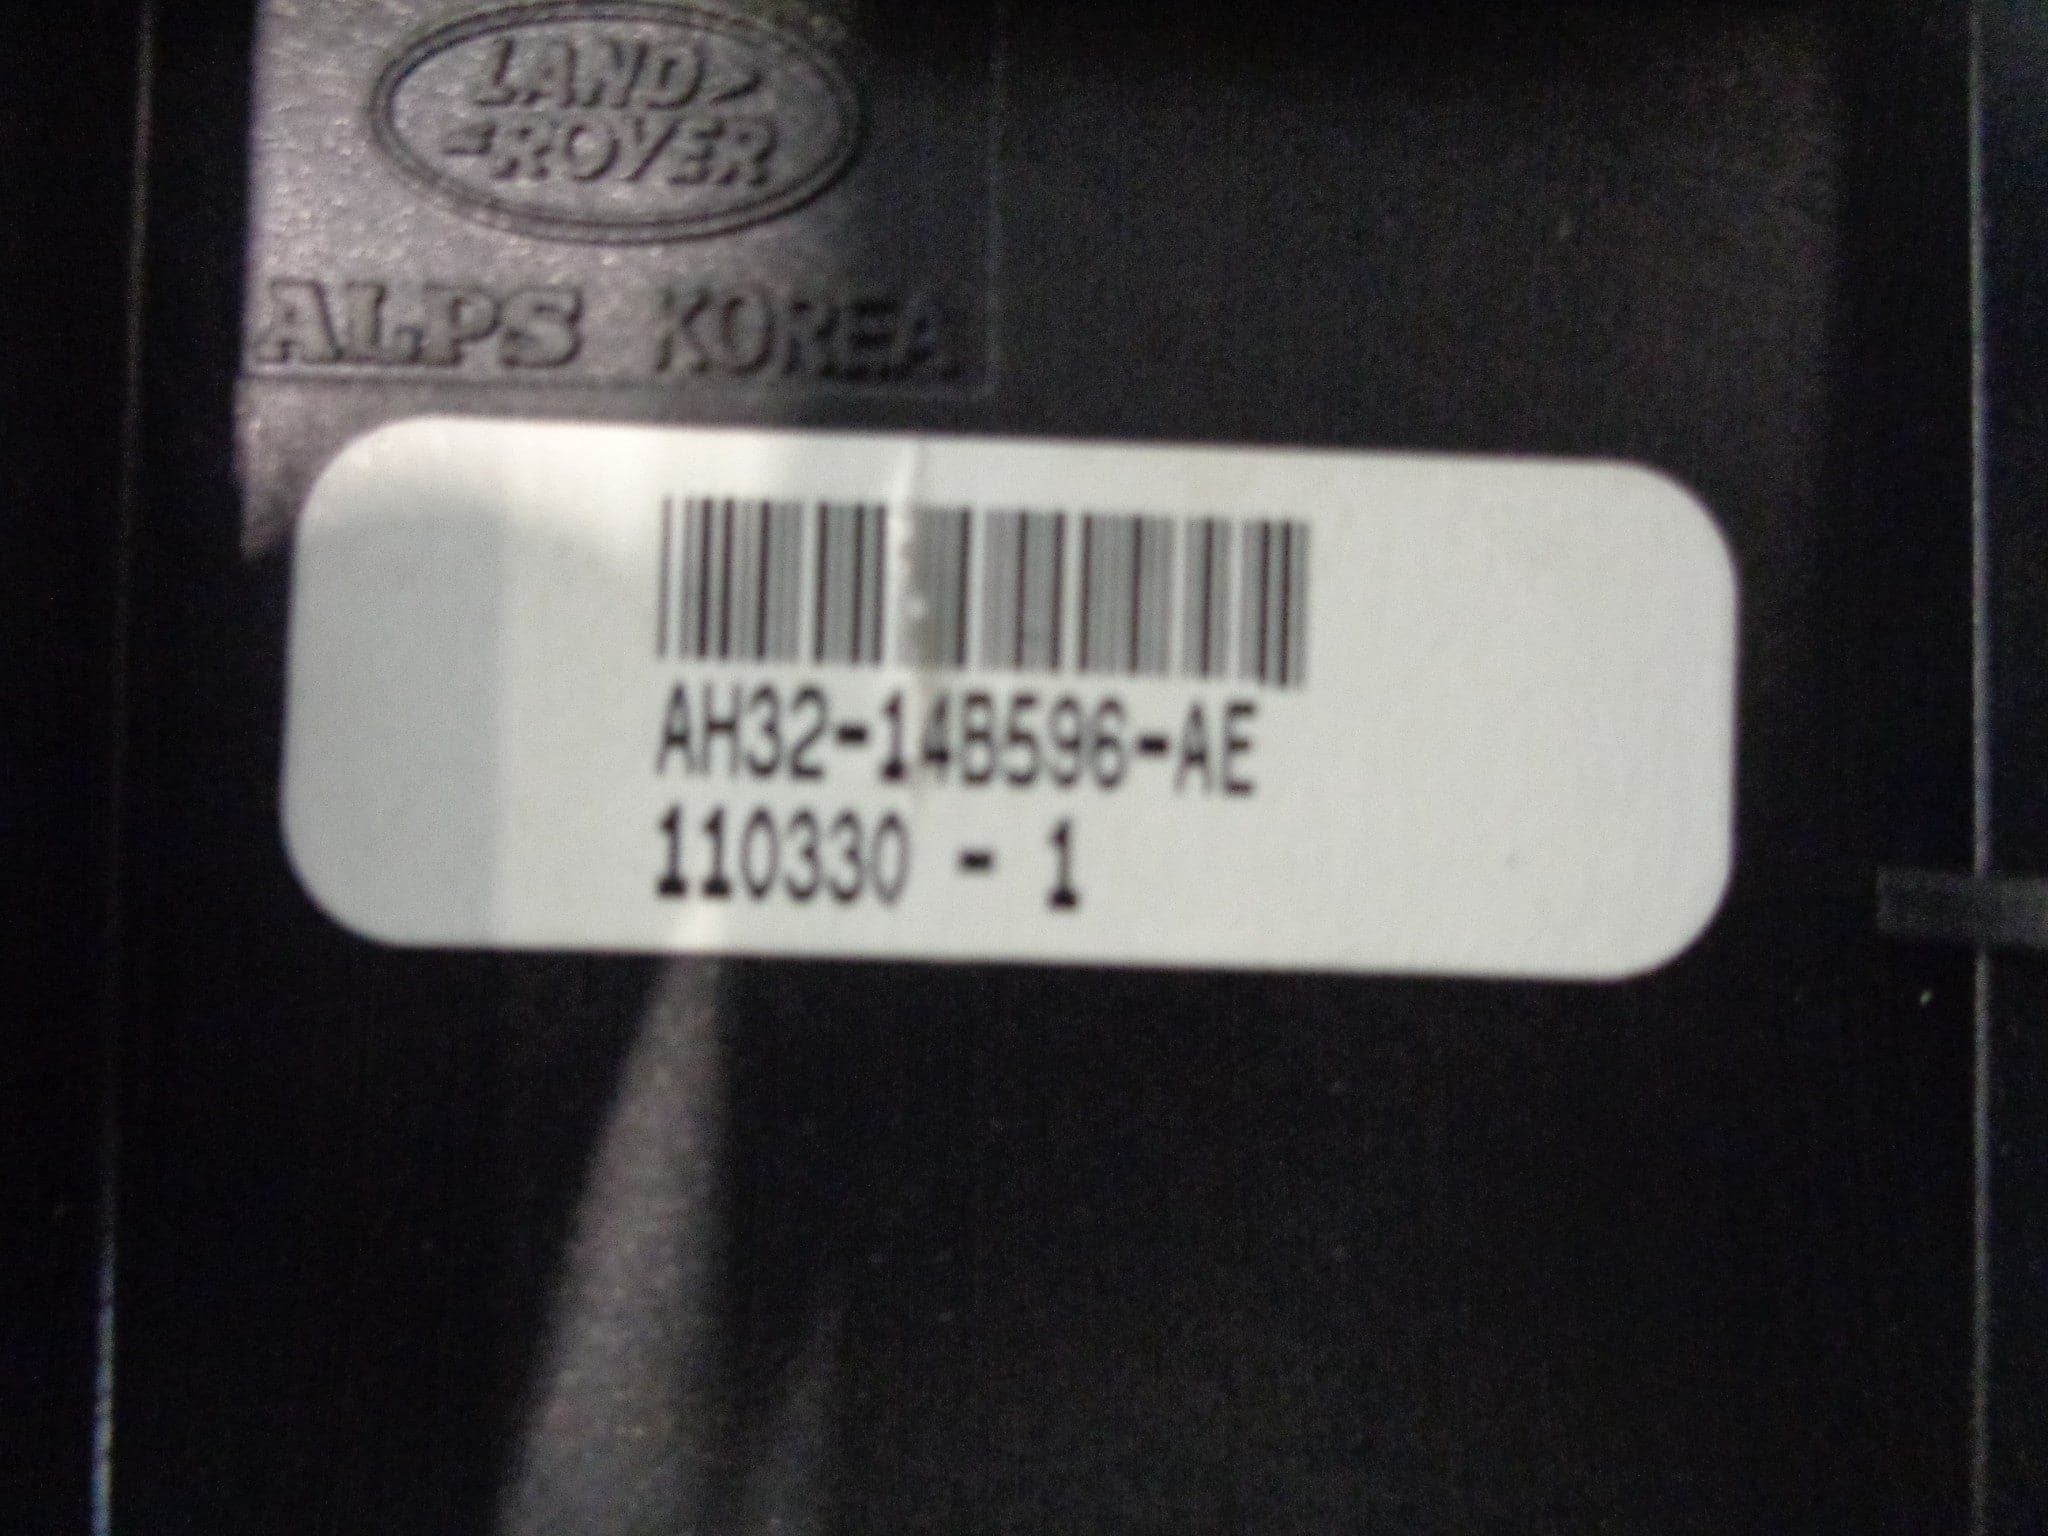 LAND
ROVER
ALPS KOREA
AH32-14B596-AE
110330 - 1